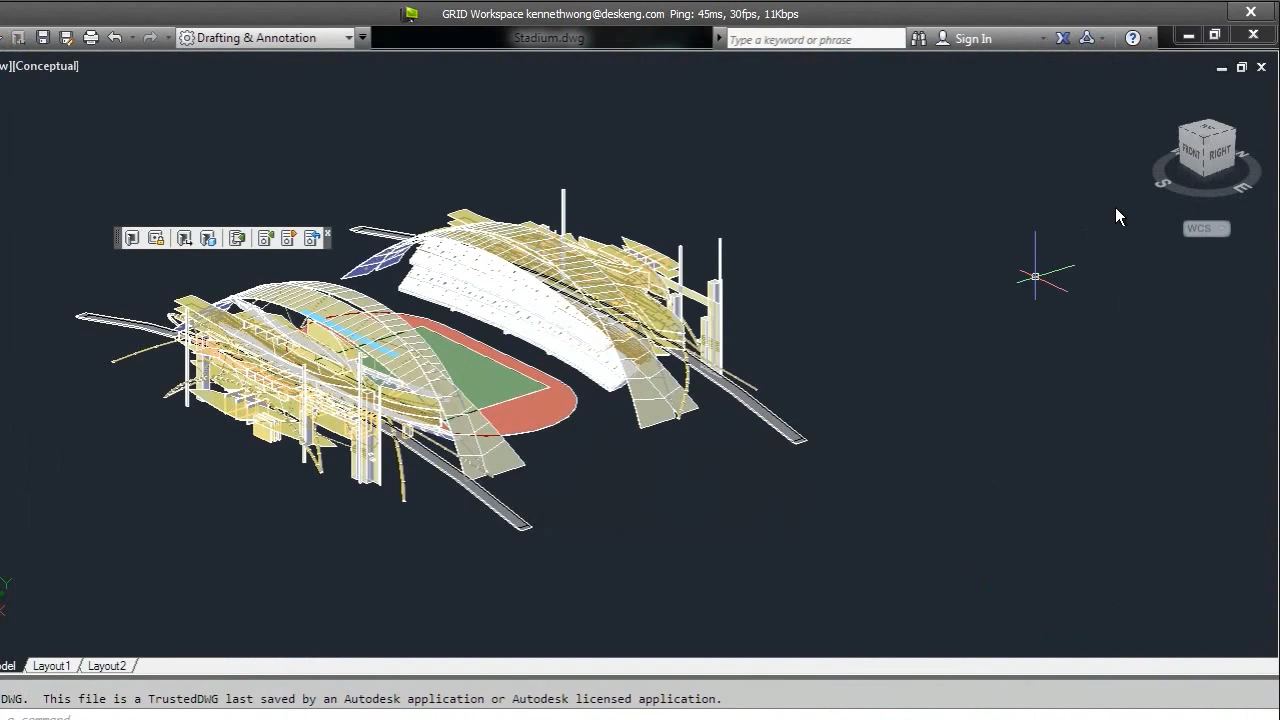 GRID Workspace kennethwong@deskeng.com Ping: 45ms, 30fps, 11Kbps
Drafting & Annotation
Stadium.dwg
Type a keyword or phrase
Sign In
w][Conceptual]
FRONT
RIGHT
S
E
WCS
Y
X
odel
Layout1
Layout2
DWG. This file is a TrustedDWG last saved by an Autodesk application or Autodesk licensed application.
a command